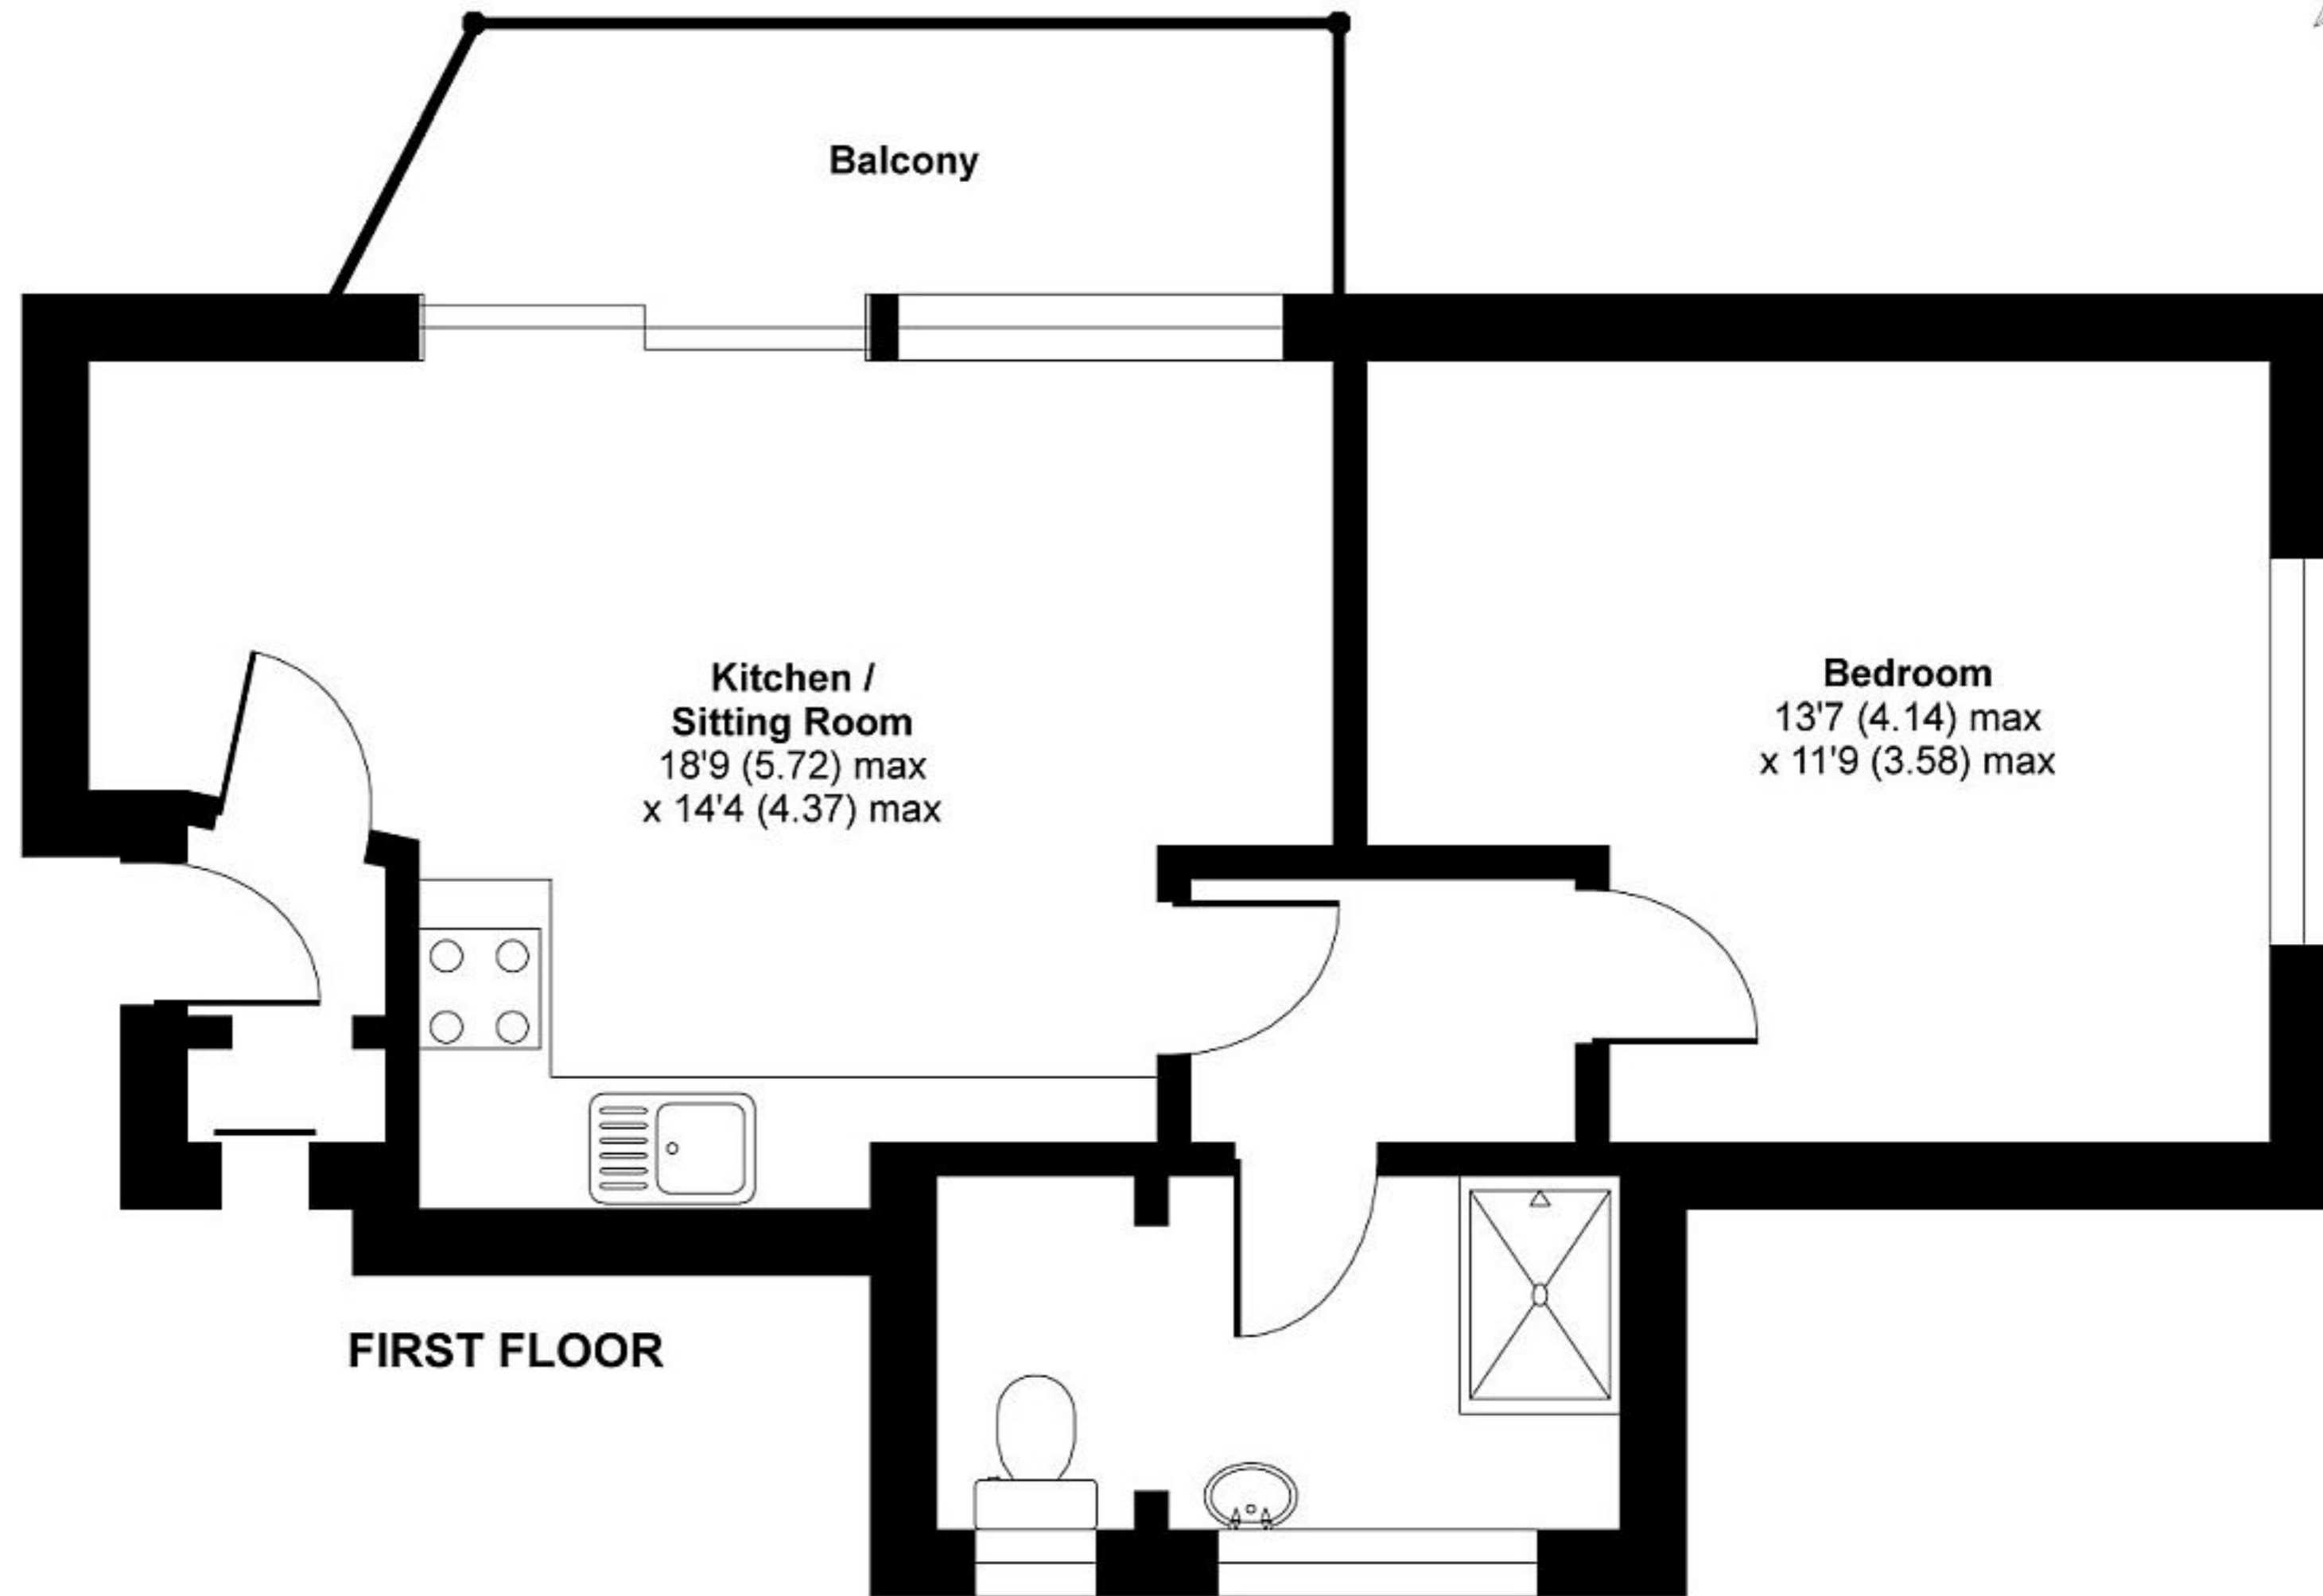 Balcony
Kitchen /
Sitting Room
18'9 (5.72) max
x 14'4 (4.37) max
Bedroom
13'7 (4.14) max
x 11'9 (3.58) max
FIRST FLOOR